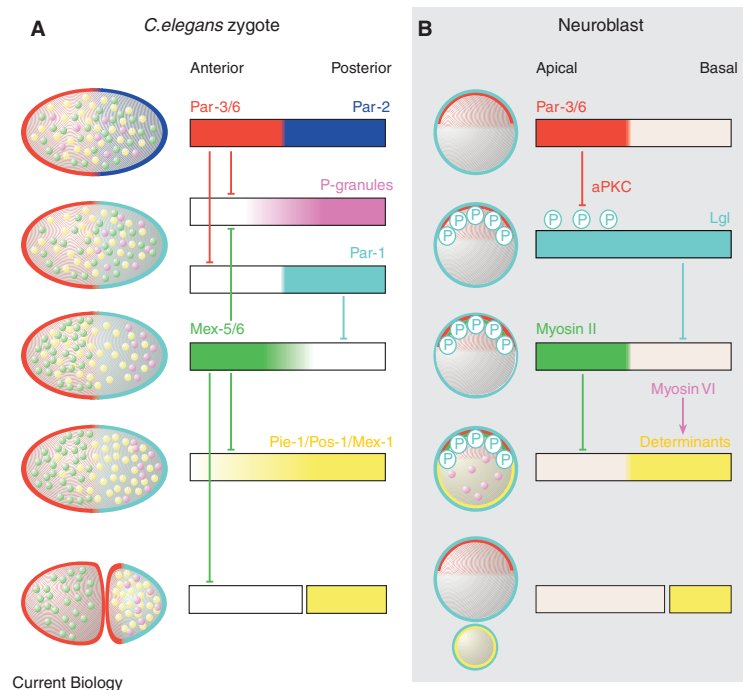 A
C.elegans zygote
Anterior
Posterior
Par-3/6
Par-2
P-granules
Par-1
Mex-5/6
Pie-1/Pos-1/Mex-1
B
Neuroblast
Apical
Basal
Par-3/6
aPKC
P P P
Lgl
P P P P P
Myosin II
P P P P P
Myosin VI
Determinants
P P P P P
Current Biology